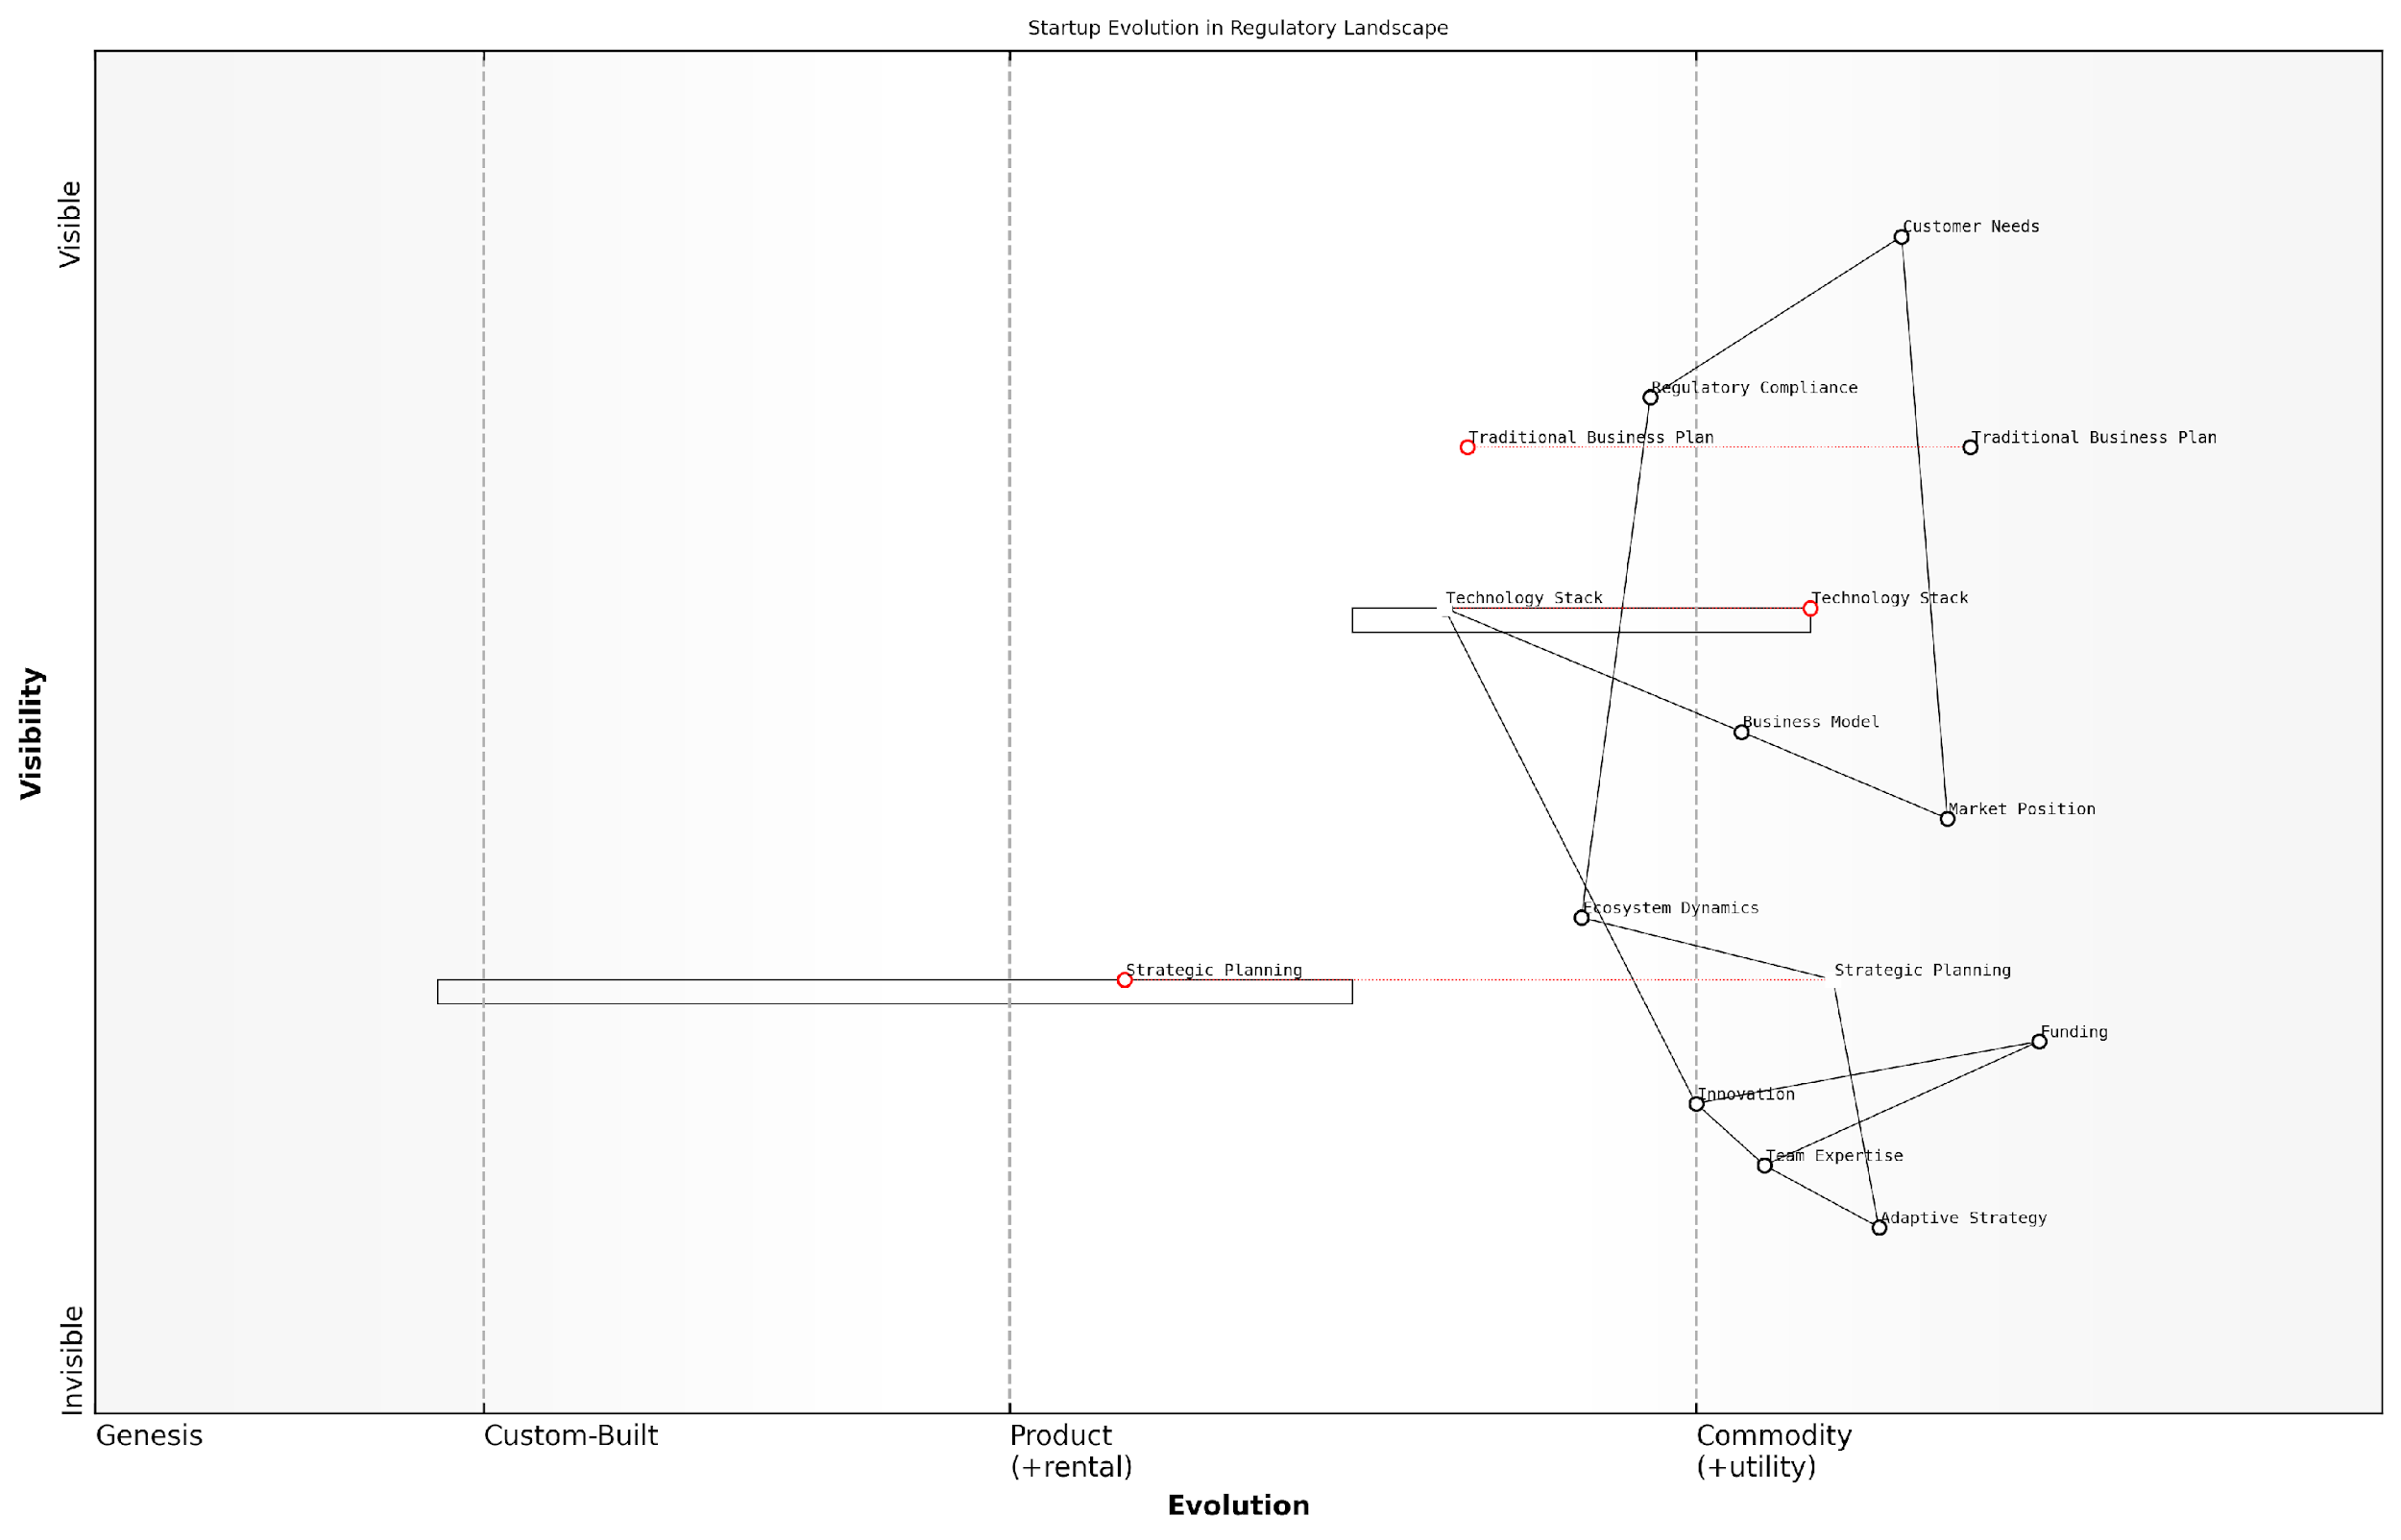 Startup Evolution in Regulatory Landscape
Visible
Visibility
Invisible
Customer Needs
Regulatory Compliance
Traditional Business Plan
Traditional Business Plan
Technology Stack
Technology Stack
Business Model
Market Position
Ecosystem Dynamics
Strategic Planning
Strategic Planning
Funding
Innovation
Team Expertise
Adaptive Strategy
Genesis
Custom-Built
Product
(+rental)
Commodity
(+utility)
Evolution